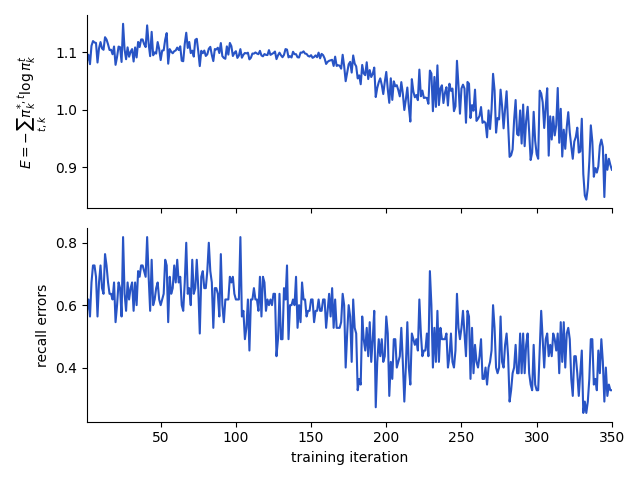 1.1
1.0
0.9
E = −∑_{t,k} π_k^{*,t} log π_k^t
0.8
0.6
0.4
recall errors
50 100 150 200 250 300 350
training iteration